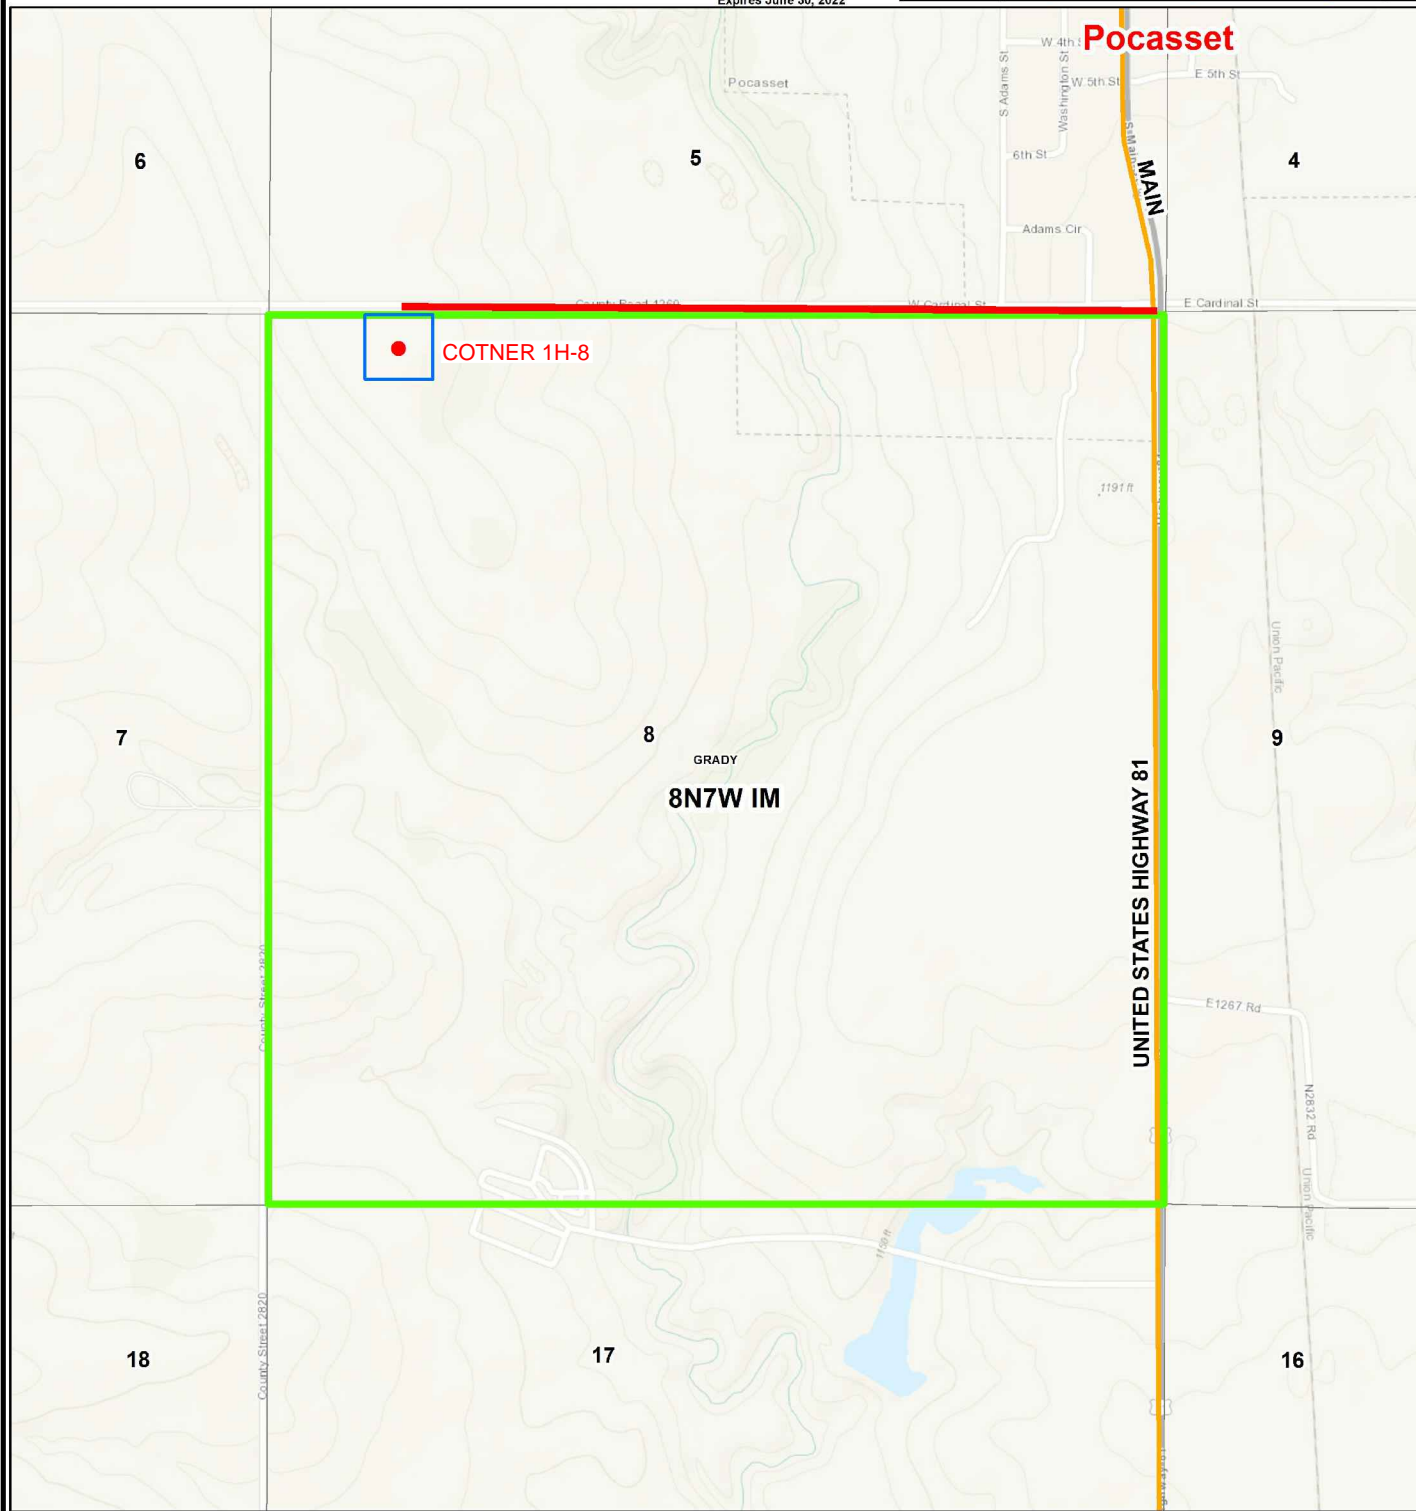 Expires June 30, 2022
Pocasset
W 4th
Pocasset
S Adams St
Washington St
W 5th St
E 5th St
6
5
6th St
S Main
MAIN
4
Adams Cir
County Road 1260
W Cardinal St
E Cardinal St
COTNER 1H-8
1191 ft
Union Pacific
7
8
9
GRADY
8N7W IM
UNITED STATES HIGHWAY 81
County Street 2820
E1267 Rd
N2832 Rd
Union Pacific
1150 ft
County Street 2820
18
17
16